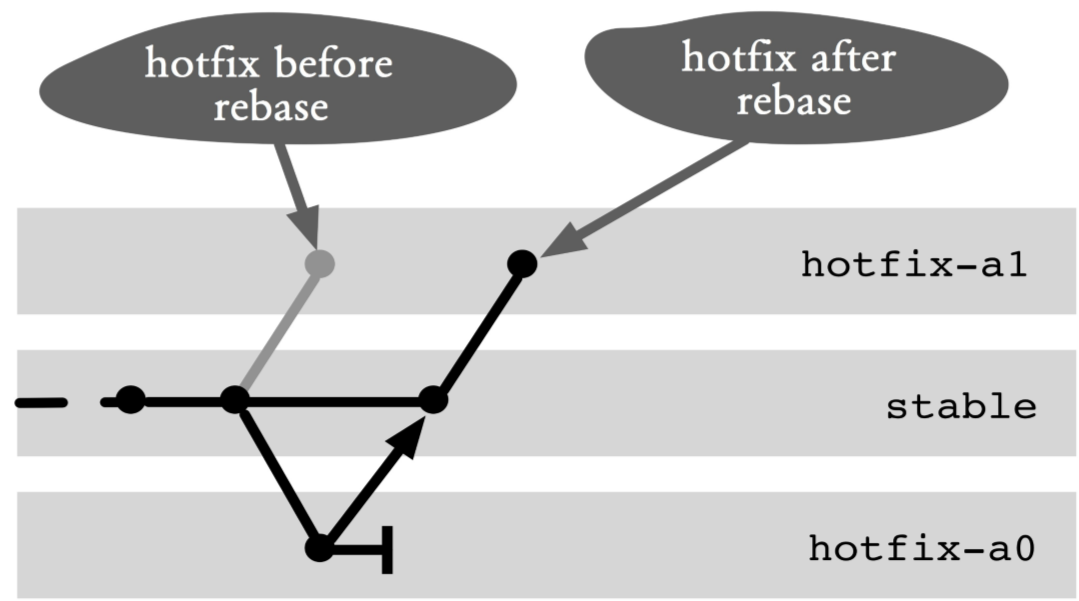 hotfix before
rebase
hotfix after
rebase
hotfix-a1
stable
hotfix-a0